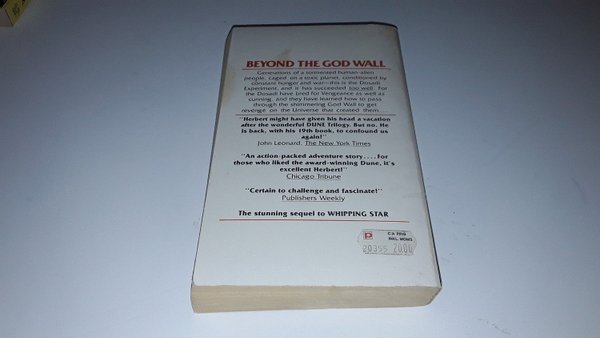 BEYOND THE GOD WALL
Generations of a tormented human-alien
people, caged on a toxic planet, conditioned by
constant hunger and war—this is the Dosadi
Experiment, and it has succeeded too well. For
the Dosadi have bred for Vengeance as well as
cunning, and they have learned how to pass
through the shimmering God Wall to get
revenge on the Universe that created them....
"Herbert might have given his head a vacation
after the wonderful DUNE Trilogy. But no. He
is back, with his 19th book, to confound us
again!"
John Leonard, The New York Times
"An action-packed adventure story....For
those who liked the award-winning Dune, it's
excellent Herbert!"
Chicago Tribune
"Certain to challenge and fascinate!"
Publishers Weekly
The stunning sequel to WHIPPING STAR
P
INKL. MOMS
20355 20.00